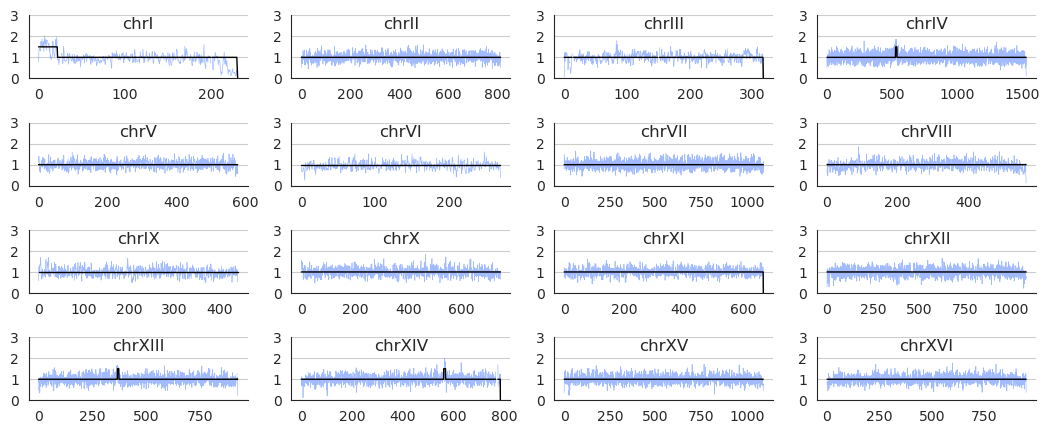 chrI chrII chrIII chrIV
3 3 3 3
2 2 2 2
1 1 1 1
0 0 0 0
0 100 200 0 200 400 600 800 0 100 200 300 0 500 1000 1500
chrV chrVI chrVII chrVIII
3 3 3 3
2 2 2 2
1 1 1 1
0 0 0 0
0 200 400 600 0 100 200 0 250 500 750 1000 0 200 400
chrIX chrX chrXI chrXII
3 3 3 3
2 2 2 2
1 1 1 1
0 0 0 0
0 100 200 300 400 0 200 400 600 0 200 400 600 0 250 500 750 1000
chrXIII chrXIV chrXV chrXVI
3 3 3 3
2 2 2 2
1 1 1 1
0 0 0 0
0 250 500 750 0 200 400 600 800 0 250 500 750 1000 0 250 500 750